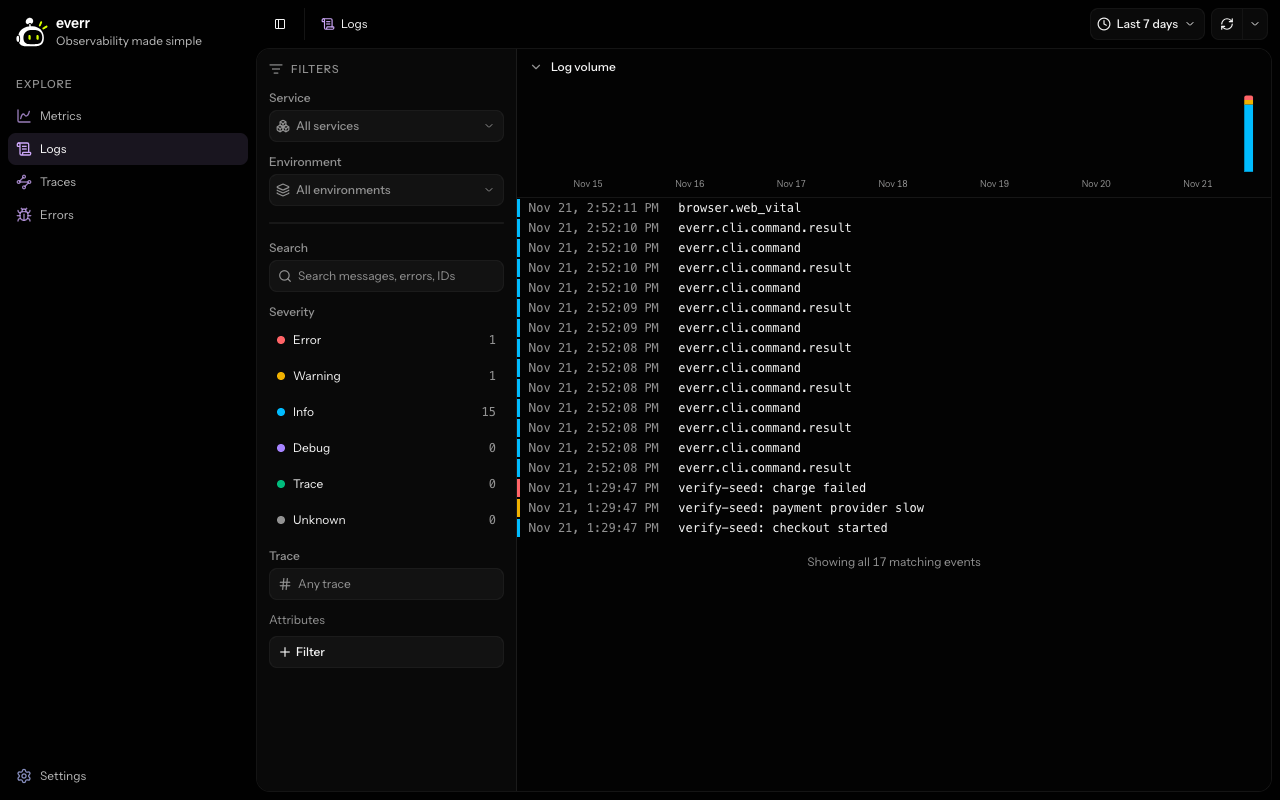 everr
Observability made simple
EXPLORE
Metrics
Logs
Traces
Errors
Settings
Logs
Last 7 days
FILTERS
Service
All services
Environment
All environments
Search
Search messages, errors, IDs
Severity
Error 1
Warning 1
Info 15
Debug 0
Trace 0
Unknown 0
Trace
Any trace
Attributes
Filter
Log volume
Nov 15 Nov 16 Nov 17 Nov 18 Nov 19 Nov 20 Nov 21
Nov 21, 2:52:11 PM browser.web_vital
Nov 21, 2:52:10 PM everr.cli.command.result
Nov 21, 2:52:10 PM everr.cli.command
Nov 21, 2:52:10 PM everr.cli.command.result
Nov 21, 2:52:10 PM everr.cli.command
Nov 21, 2:52:09 PM everr.cli.command.result
Nov 21, 2:52:09 PM everr.cli.command
Nov 21, 2:52:08 PM everr.cli.command.result
Nov 21, 2:52:08 PM everr.cli.command
Nov 21, 2:52:08 PM everr.cli.command.result
Nov 21, 2:52:08 PM everr.cli.command
Nov 21, 2:52:08 PM everr.cli.command.result
Nov 21, 2:52:08 PM everr.cli.command
Nov 21, 2:52:08 PM everr.cli.command.result
Nov 21, 1:29:47 PM verify-seed: charge failed
Nov 21, 1:29:47 PM verify-seed: payment provider slow
Nov 21, 1:29:47 PM verify-seed: checkout started
Showing all 17 matching events